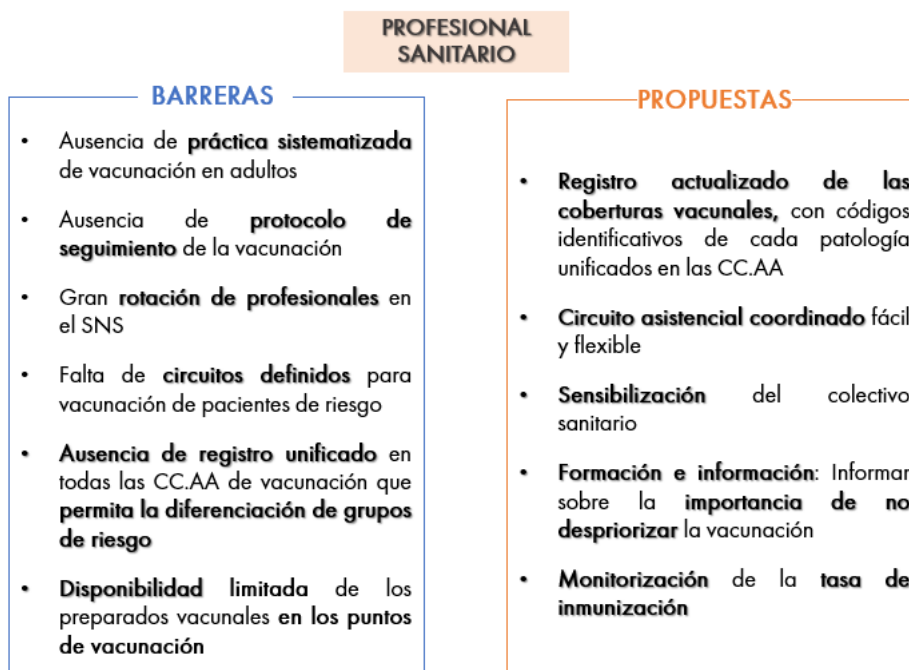 PROFESIONAL
SANITARIO
BARRERAS
• Ausencia de práctica sistematizada
de vacunación en adultos
• Ausencia de protocolo de
seguimiento de la vacunación
• Gran rotación de profesionales en
el SNS
• Falta de circuitos definidos para
vacunación de pacientes de riesgo
• Ausencia de registro unificado en
todas las CC.AA de vacunación que
permita la diferenciación de grupos
de riesgo
• Disponibilidad limitada de los
preparados vacunales en los puntos
de vacunación
PROPUESTAS
• Registro actualizado de las
coberturas vacunales, con códigos
identificativos de cada patología
unificados en las CC.AA
• Circuito asistencial coordinado fácil
y flexible
• Sensibilización del colectivo
sanitario
• Formación e información: Informar
sobre la importancia de no
despriorizar la vacunación
• Monitorización de la tasa de
inmunización